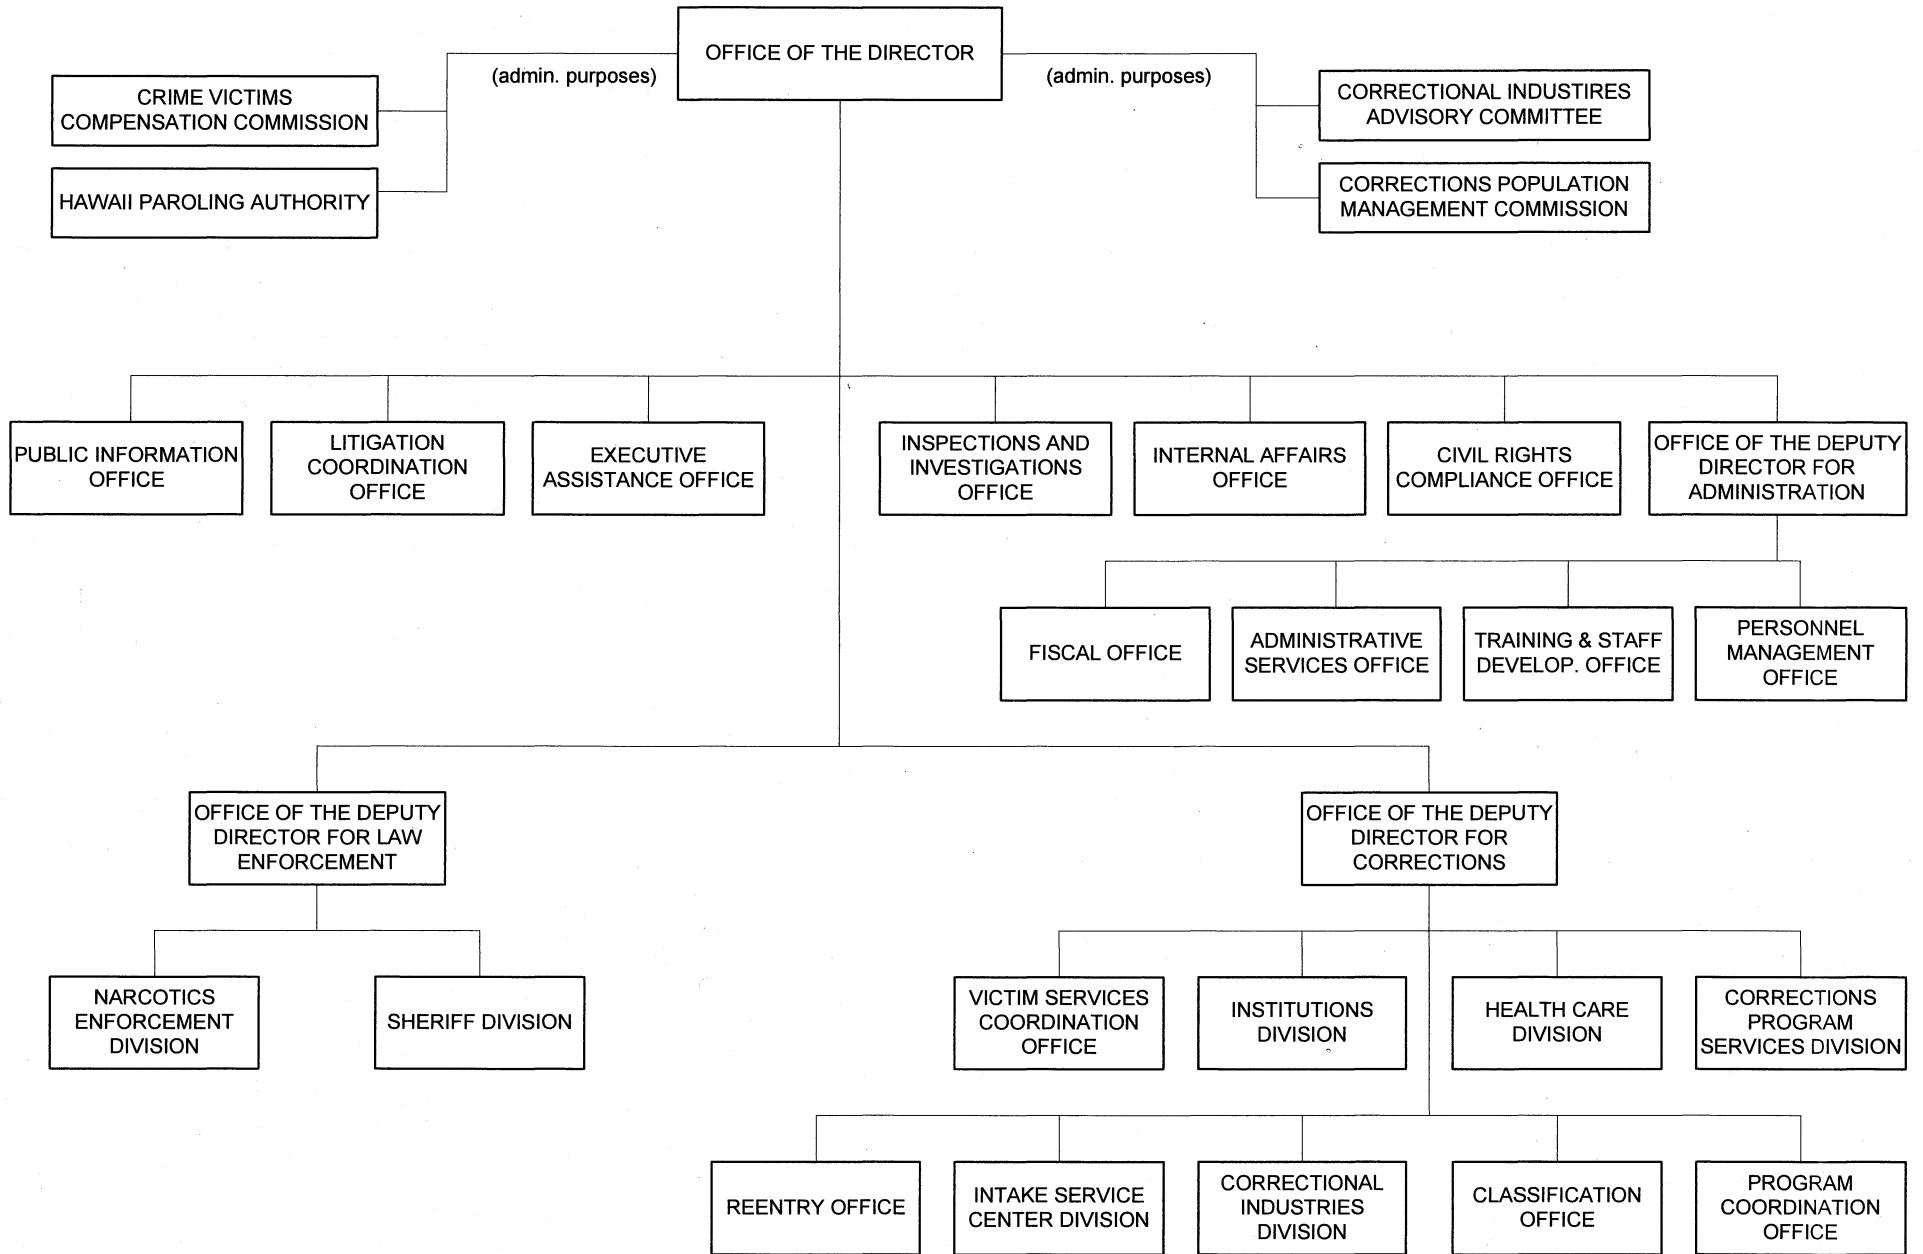 OFFICE OF THE DIRECTOR
(admin. purposes)
(admin. purposes)
CRIME VICTIMS
COMPENSATION COMMISSION
HAWAII PAROLING AUTHORITY
CORRECTIONAL INDUSTIRES
ADVISORY COMMITTEE
CORRECTIONS POPULATION
MANAGEMENT COMMISSION
PUBLIC INFORMATION
OFFICE
LITIGATION
COORDINATION
OFFICE
EXECUTIVE
ASSISTANCE OFFICE
INSPECTIONS AND
INVESTIGATIONS
OFFICE
INTERNAL AFFAIRS
OFFICE
CIVIL RIGHTS
COMPLIANCE OFFICE
OFFICE OF THE DEPUTY
DIRECTOR FOR
ADMINISTRATION
FISCAL OFFICE
ADMINISTRATIVE
SERVICES OFFICE
TRAINING & STAFF
DEVELOP. OFFICE
PERSONNEL
MANAGEMENT
OFFICE
OFFICE OF THE DEPUTY
DIRECTOR FOR LAW
ENFORCEMENT
OFFICE OF THE DEPUTY
DIRECTOR FOR
CORRECTIONS
NARCOTICS
ENFORCEMENT
DIVISION
SHERIFF DIVISION
VICTIM SERVICES
COORDINATION
OFFICE
INSTITUTIONS
DIVISION
HEALTH CARE
DIVISION
CORRECTIONS
PROGRAM
SERVICES DIVISION
REENTRY OFFICE
INTAKE SERVICE
CENTER DIVISION
CORRECTIONAL
INDUSTRIES
DIVISION
CLASSIFICATION
OFFICE
PROGRAM
COORDINATION
OFFICE